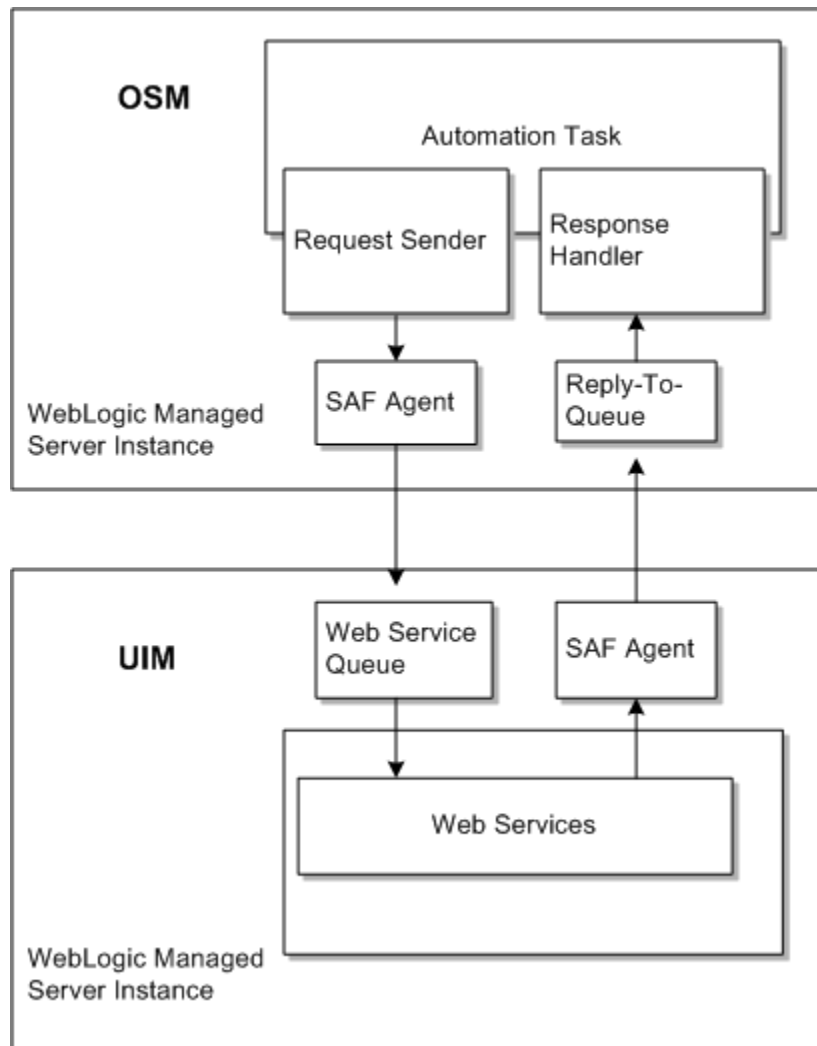 OSM
Automation Task
Request Sender
Response
Handler
SAF Agent
Reply-To-
Queue
WebLogic Managed
Server Instance
UIM
Web Service
Queue
SAF Agent
Web Services
WebLogic Managed
Server Instance